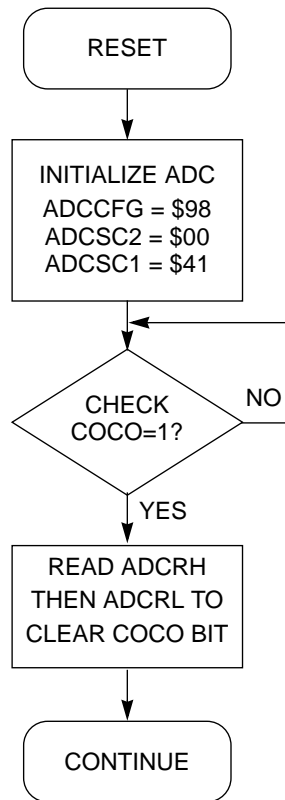 RESET
INITIALIZE ADC
ADCCFG = $98
ADCSC2 = $00
ADCSC1 = $41
CHECK
COCO=1?
NO
YES
READ ADCRH
THEN ADCRL TO
CLEAR COCO BIT
CONTINUE